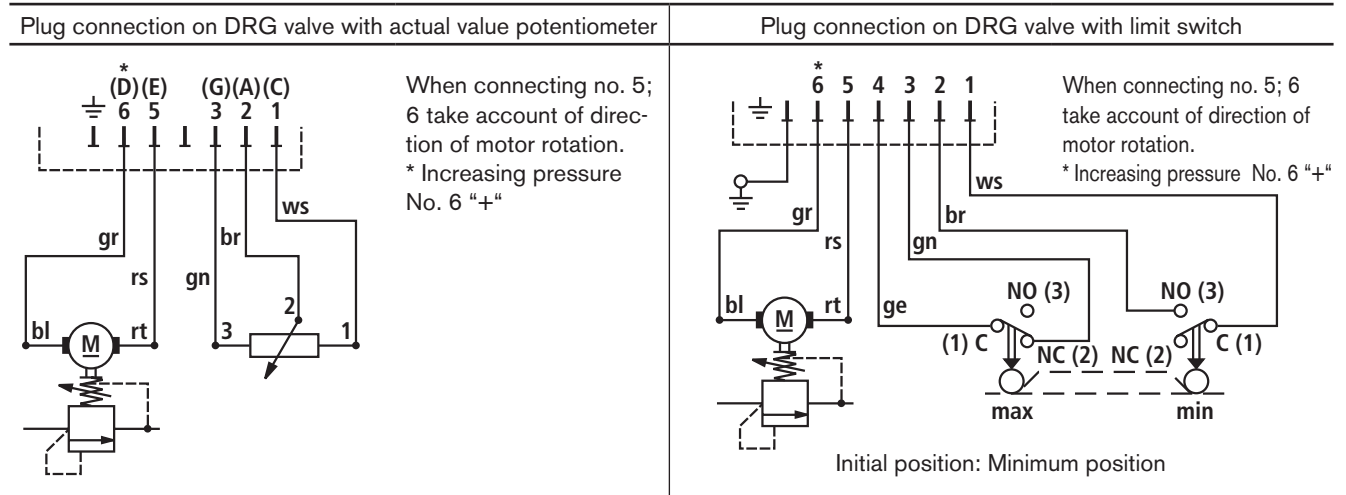 Plug connection on DRG valve with actual value potentiometer
*
(D) (E) (G) (A) (C)
6 5 3 2 1
When connecting no. 5;
6 take account of direc-
tion of motor rotation.
* Increasing pressure
No. 6 “+“
ws
gr br
rs gn
2
bl M rt 3 1
Plug connection on DRG valve with limit switch
*
6 5 4 3 2 1
When connecting no. 5; 6
take account of direction of
motor rotation.
* Increasing pressure No. 6 “+“
ws
gr br
rs gn
NO (3) NO (3)
bl M rt ge
(1) C NC (2) NC (2) C (1)
max min
Initial position: Minimum position